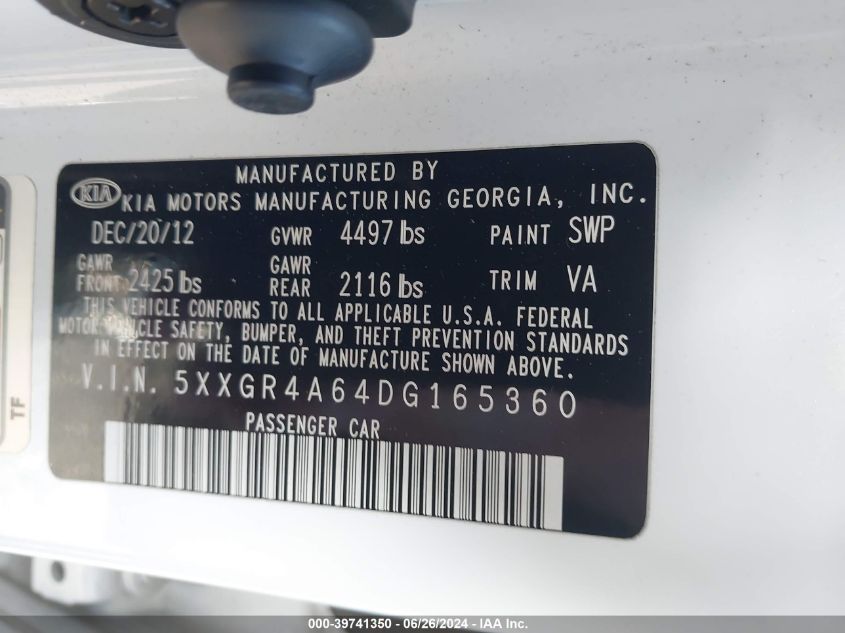 MANUFACTURED BY
KIA KIA MOTORS MANUFACTURING GEORGIA, INC.
DEC/20/12 GVWR 4497 lbs PAINT SWP
GAWR FRONT 2425 lbs GAWR REAR 2116 lbs TRIM VA
THIS VEHICLE CONFORMS TO ALL APPLICABLE U.S.A. FEDERAL
MOTOR VEHICLE SAFETY, BUMPER, AND THEFT PREVENTION STANDARDS
IN EFFECT ON THE DATE OF MANUFACTURE SHOWN ABOVE.
V.I.N. 5XXGR4A64DG165360
PASSENGER CAR
TF
000-39741350 - 06/26/2024 - IAA Inc.